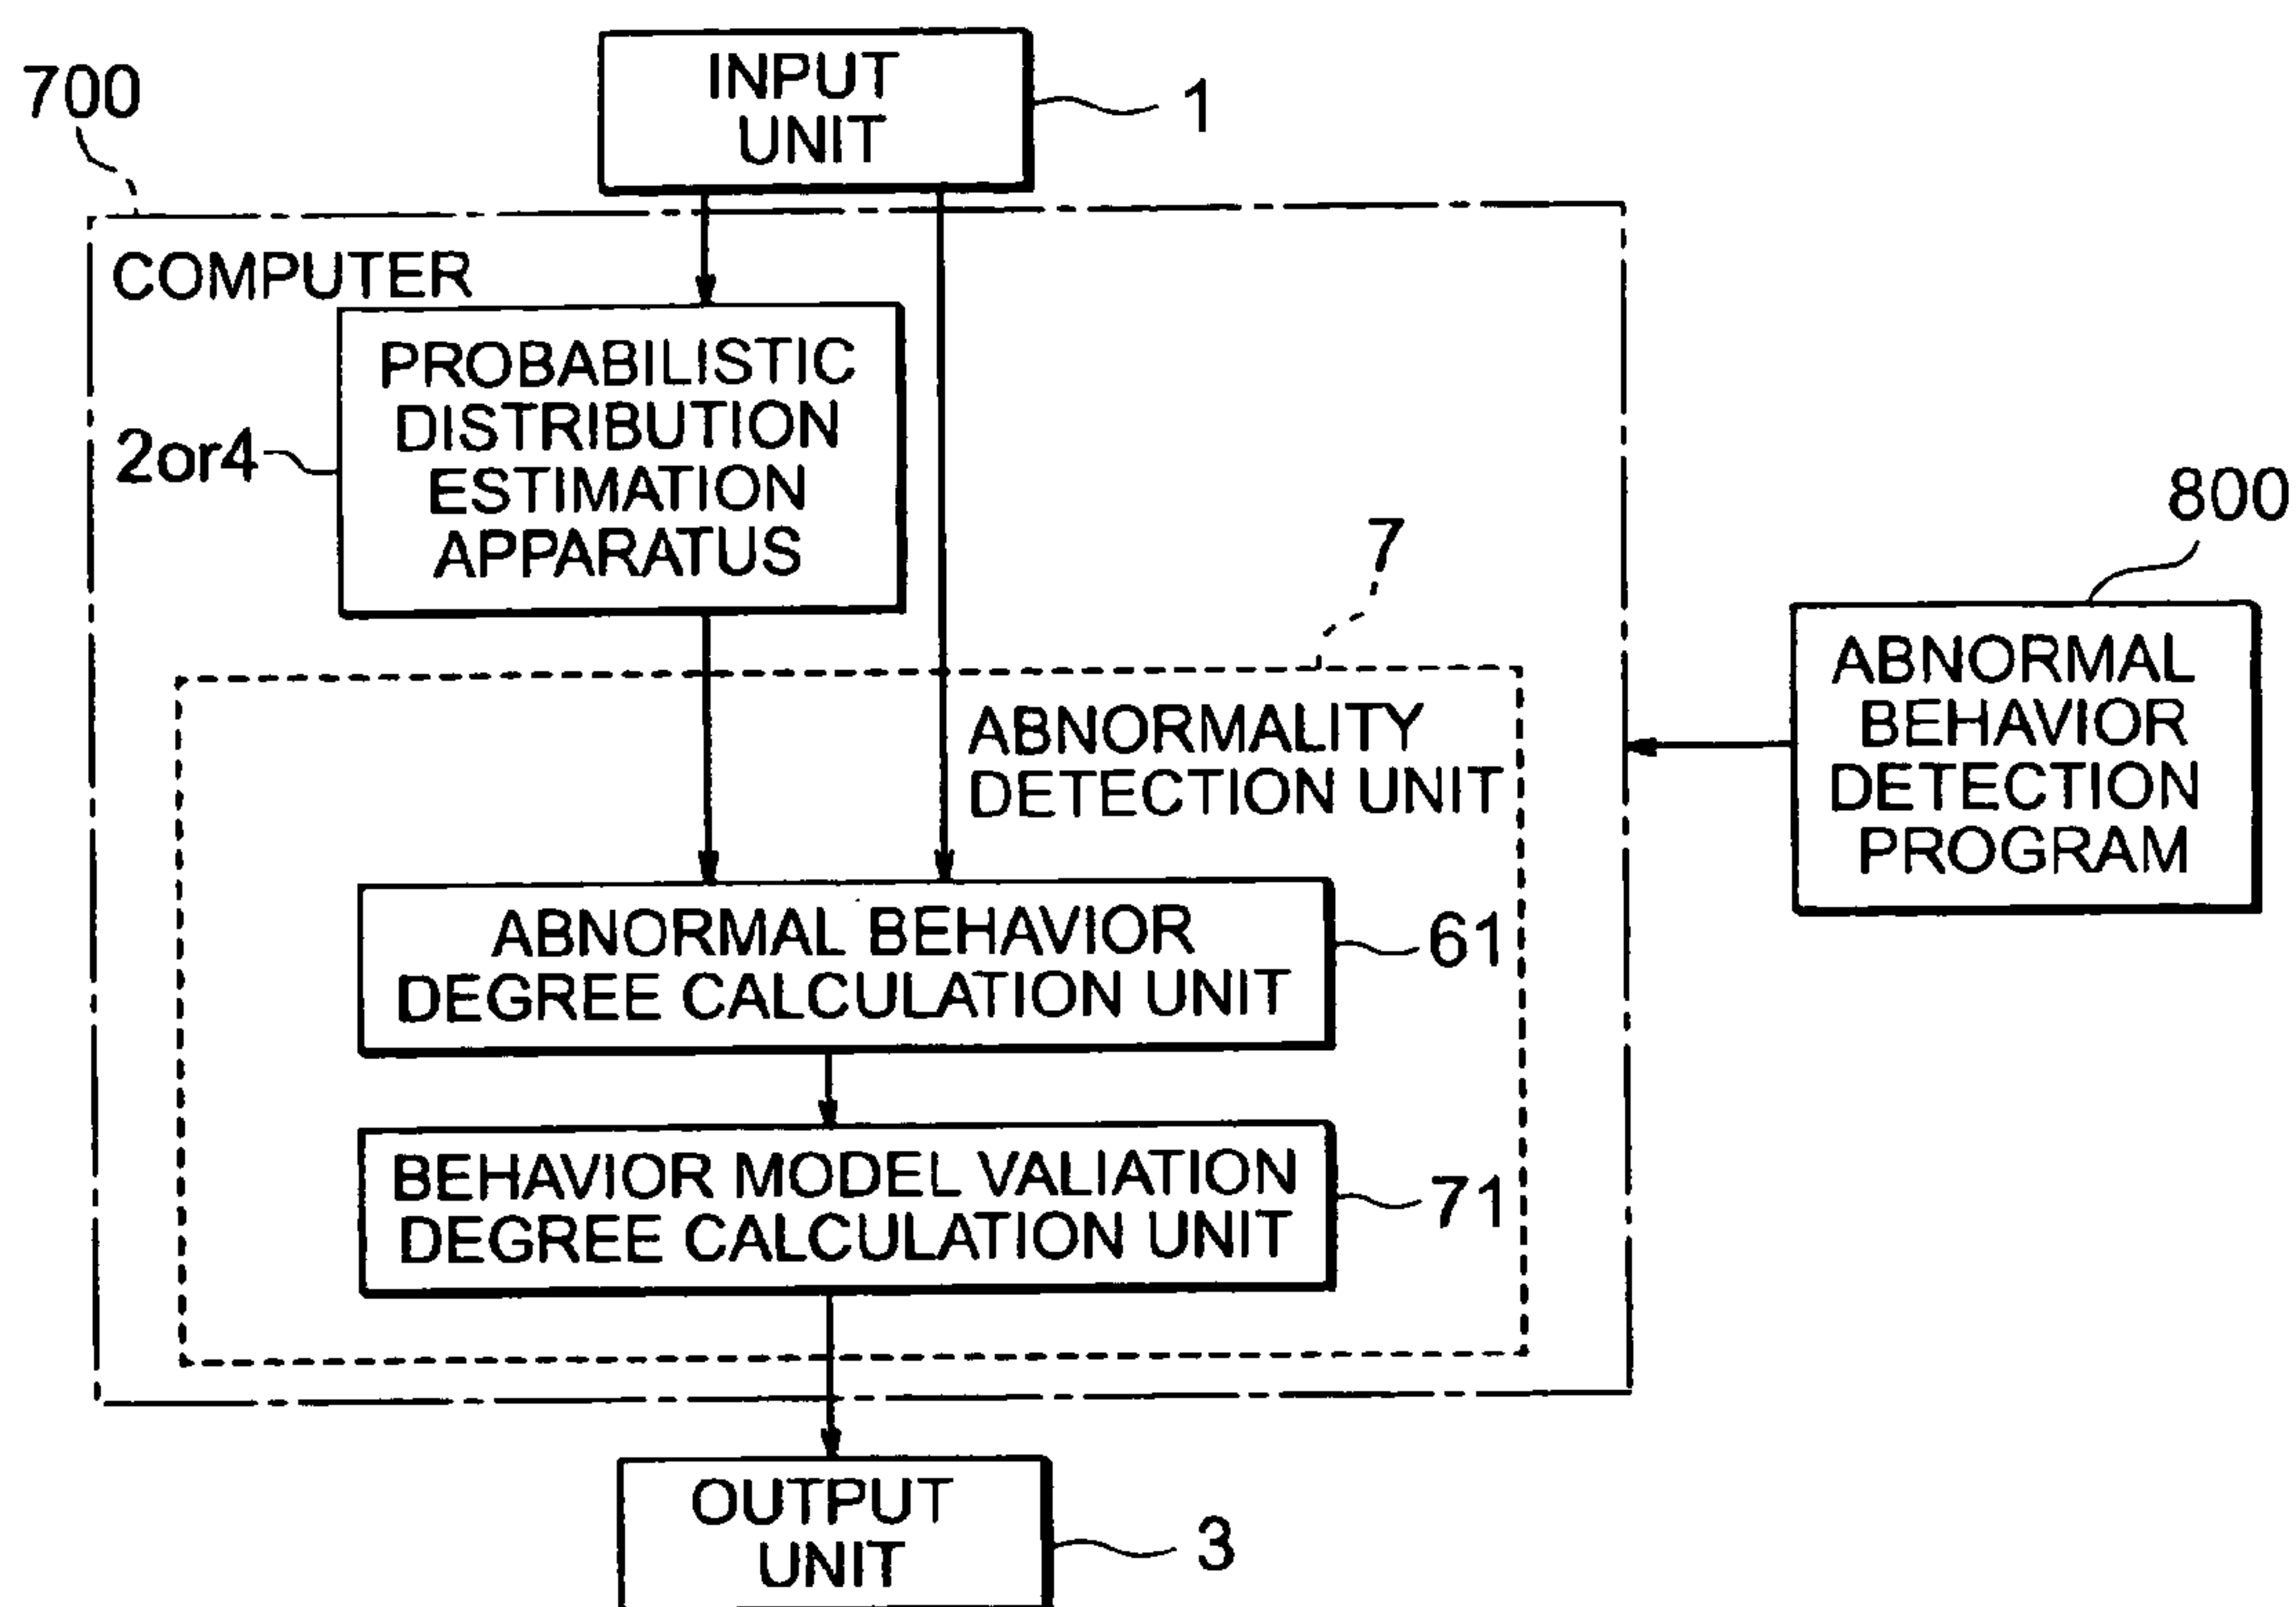 700
INPUT
UNIT
1
COMPUTER
PROBABILISTIC
DISTRIBUTION
ESTIMATION
APPARATUS
2or4
7
800
ABNORMAL
BEHAVIOR
DETECTION
PROGRAM
ABNORMALITY
DETECTION UNIT
ABNORMAL BEHAVIOR
DEGREE CALCULATION UNIT
61
BEHAVIOR MODEL VALIATION
DEGREE CALCULATION UNIT
71
OUTPUT
UNIT
3